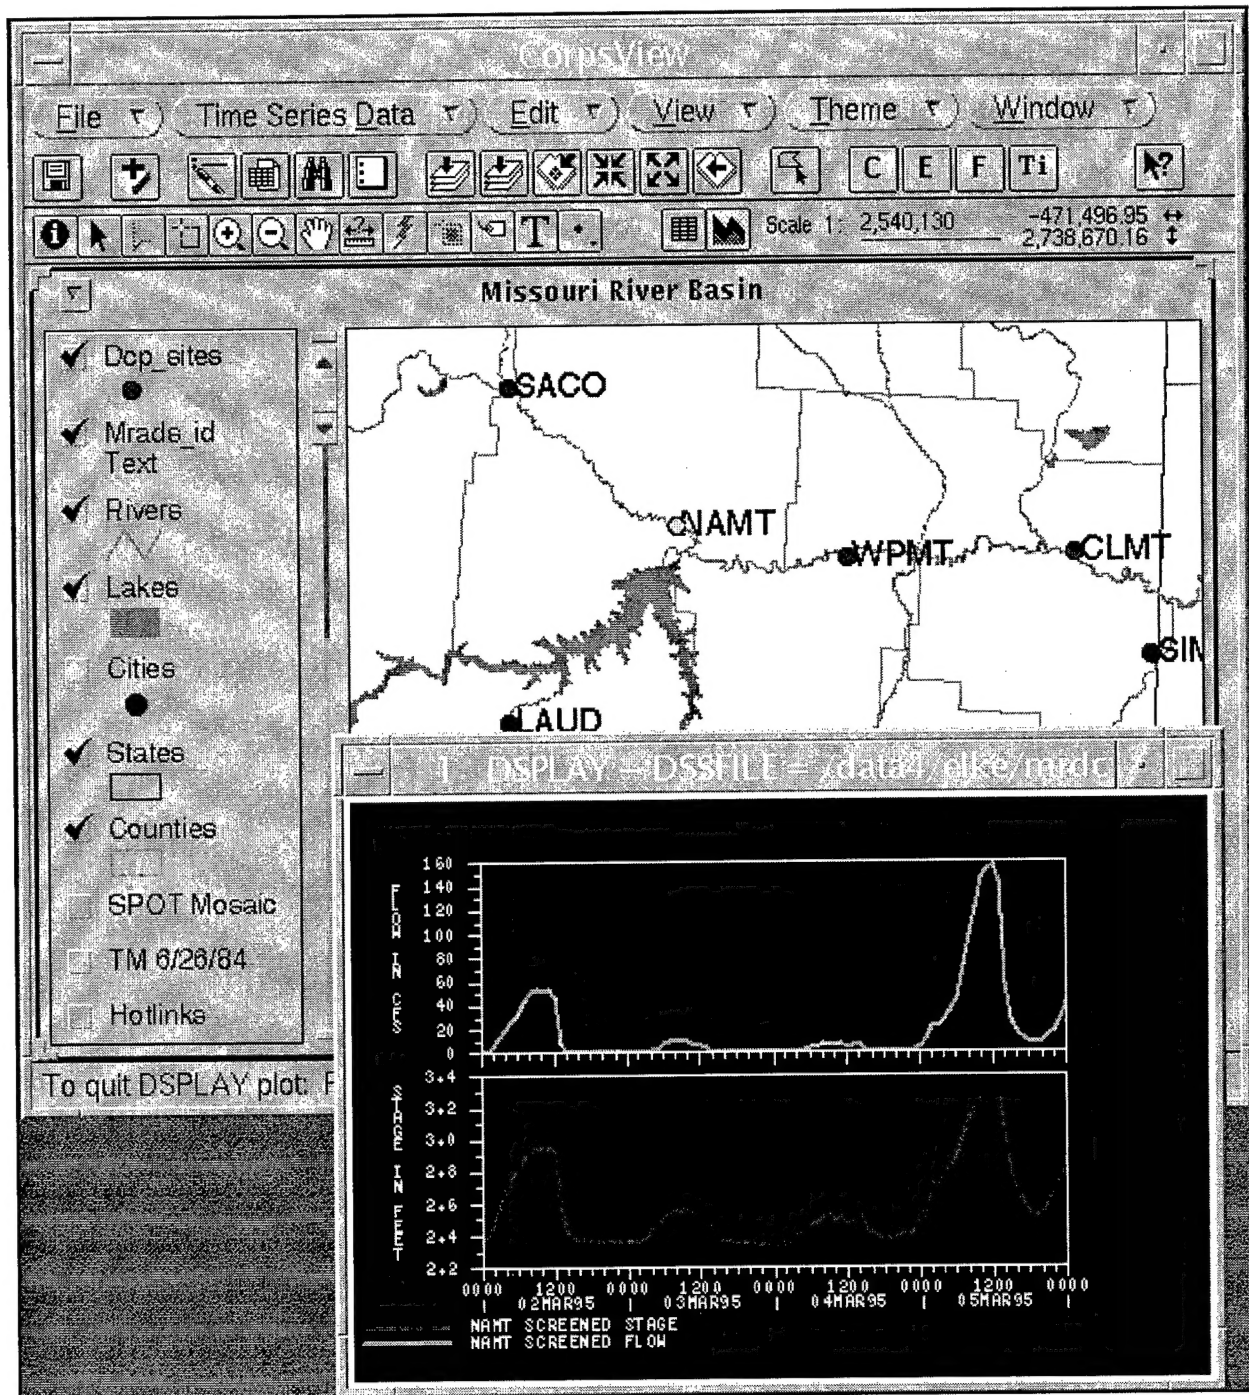 CorpsView
File Time Series Data Edit View Theme Window
C E F Ti
T Scale 1: 2,540,130 -471,496.95
2,738,670.16
Missouri River Basin
Dcp_sites
Mrads_id
Text
Rivers
Lakes
Cities
States
Counties
SPOT Mosaic
TM 6/26/84
Hotlinks
SACO
NAMT
WPMT
CLMT
SIM
LAUD
To quit DSPLAY plot:
1. DSPLAY - DSSFILE - /data4/plke/mrdc
FLOW IN CFS
160
140
120
100
80
60
40
20
0
STAGE IN FEET
3.4
3.2
3.0
2.8
2.6
2.4
2.2
0000 1200 0000 1200 0000 1200 0000 1200 0000
02MAR95 03MAR95 04MAR95 05MAR95
NAMT SCREENED STAGE
NAMT SCREENED FLOW